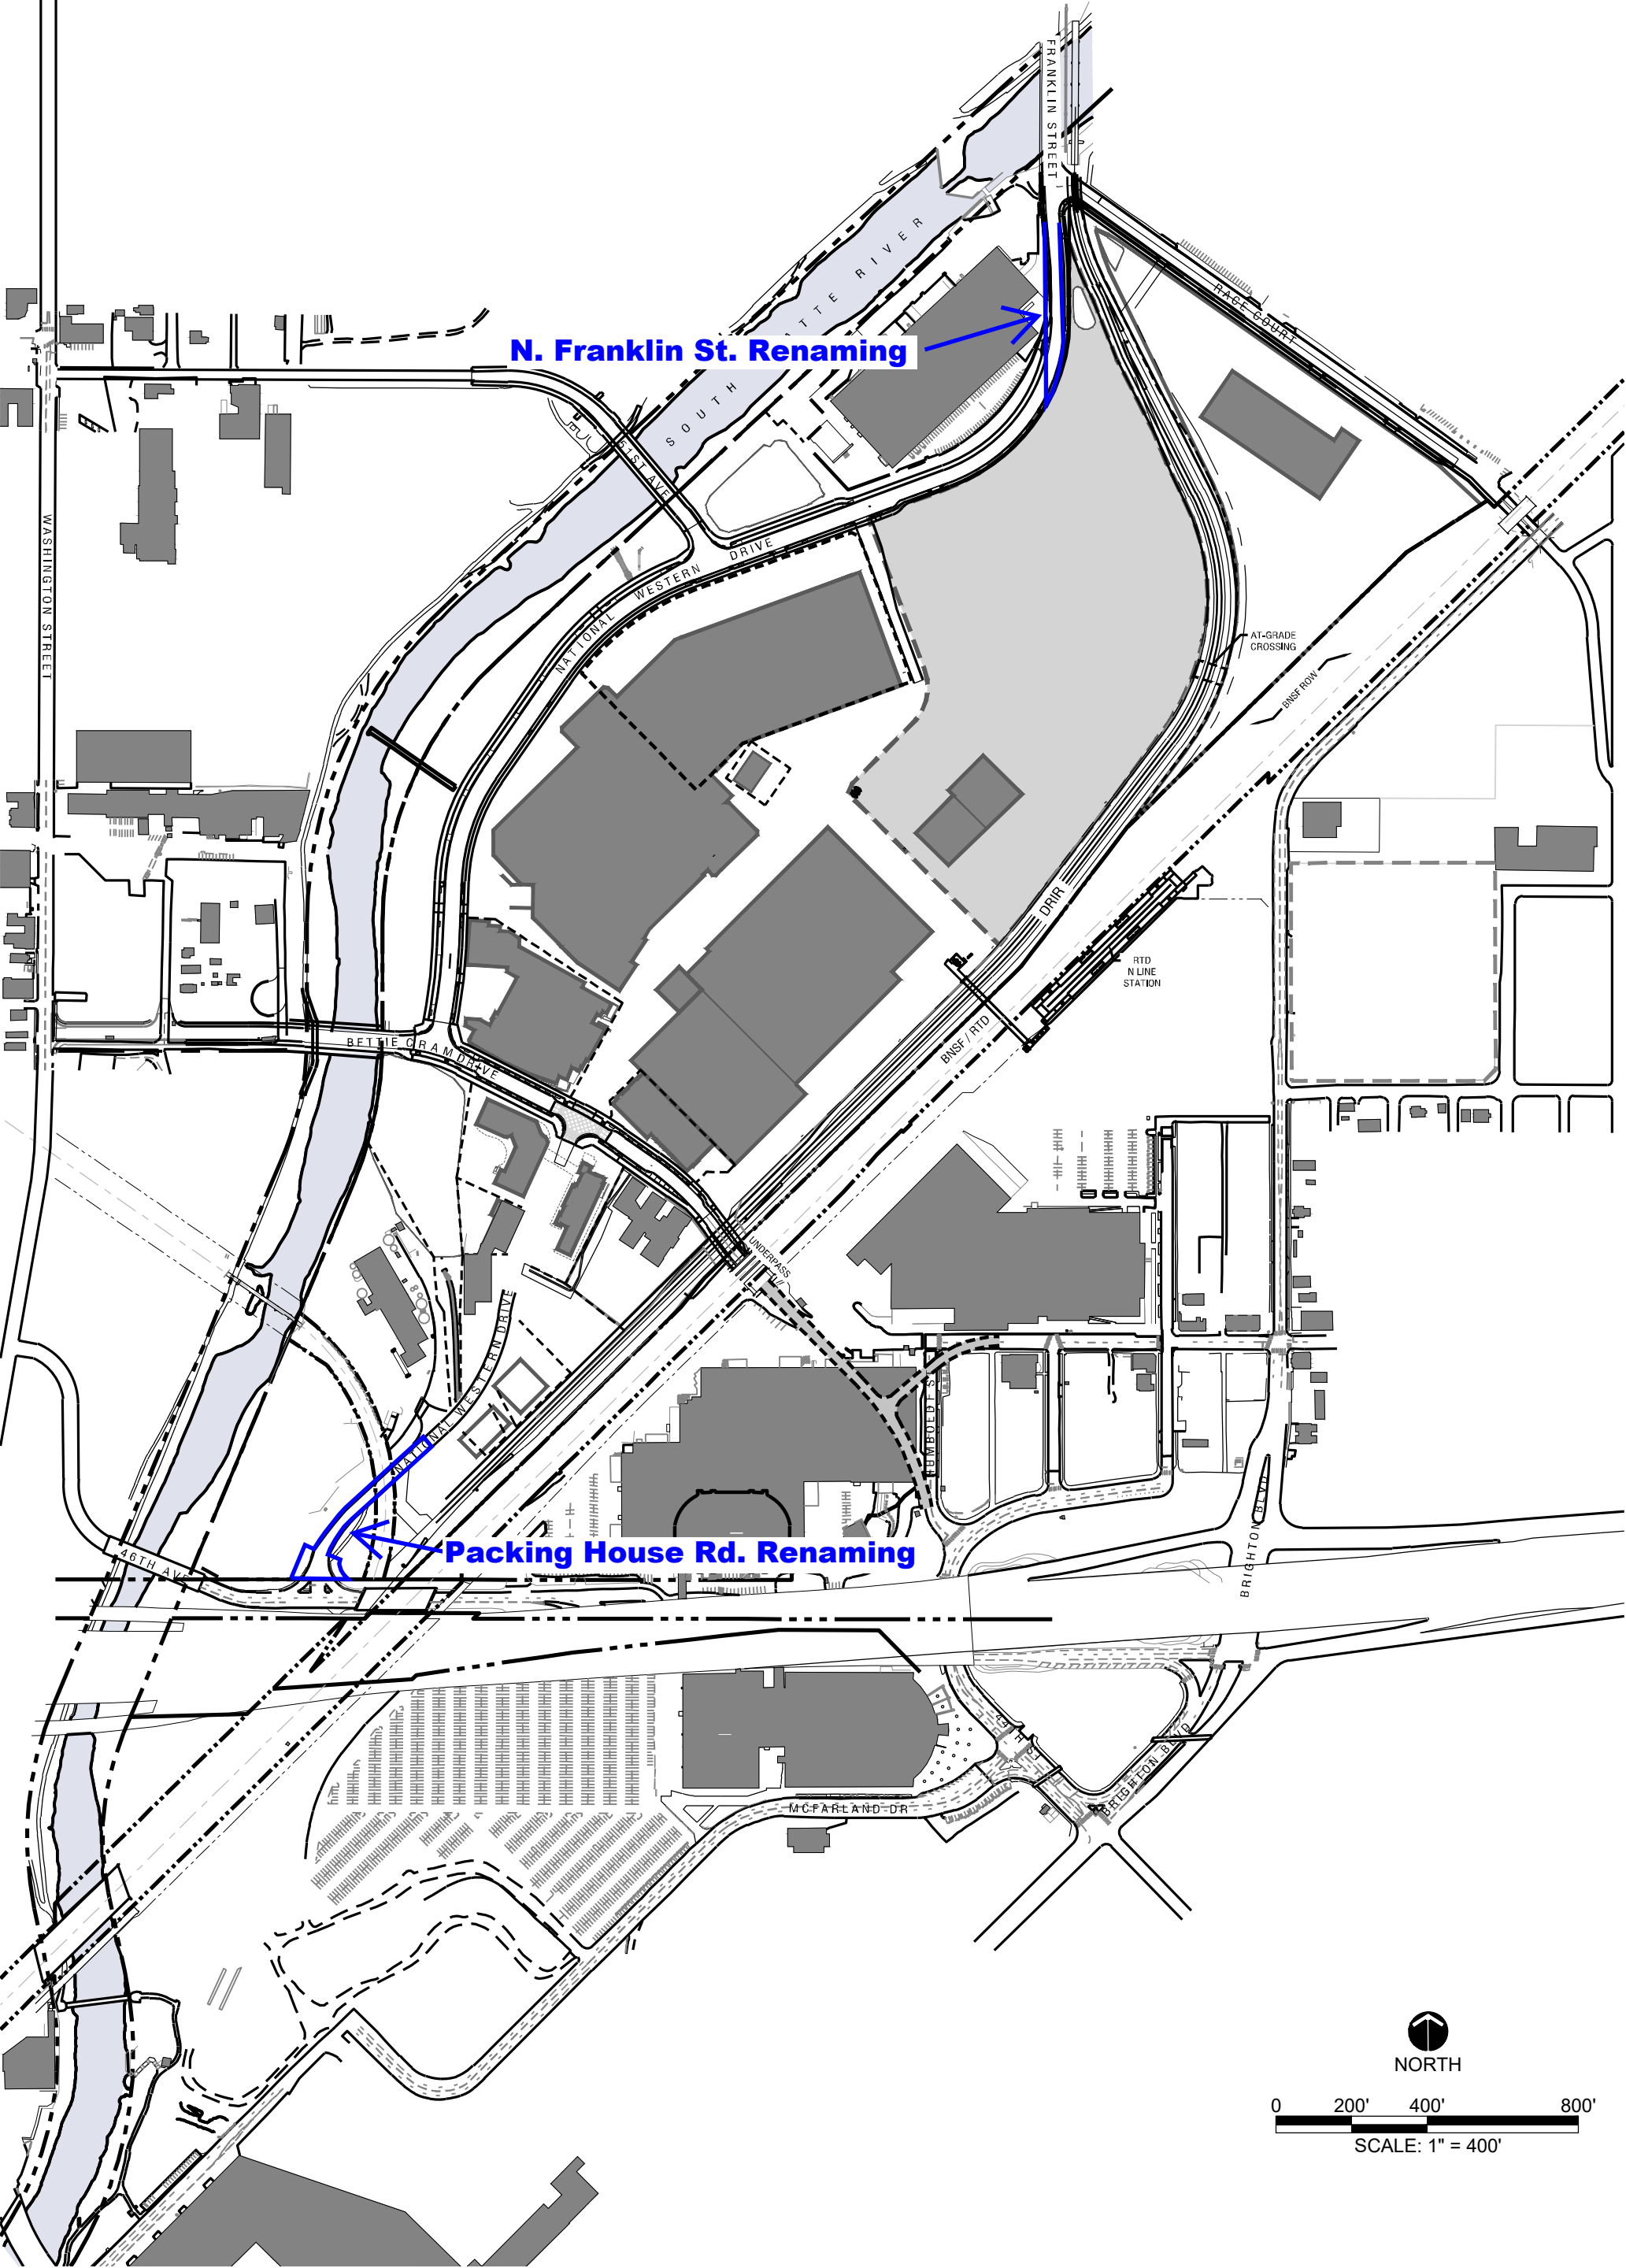 FRANKLIN STREET
SOUTH
TTE RIVER
RACE COURT
N. Franklin St. Renaming
51ST AVE
WASHINGTON STREET
NATIONAL WESTERN DRIVE
AT-GRADE
CROSSING
BNSF ROW
DRIR
RTD
N LINE
STATION
BNSF / RTD
BETTIE CRAM DRIVE
UNDERPASS
NATIONAL WESTERN DRIVE
HUMBOLDT S
BRIGHTON BLVD
Packing House Rd. Renaming
46TH AVE
BRIGHTON BLVD
MCFARLAND DR
NORTH
0 200' 400' 800'
SCALE: 1" = 400'